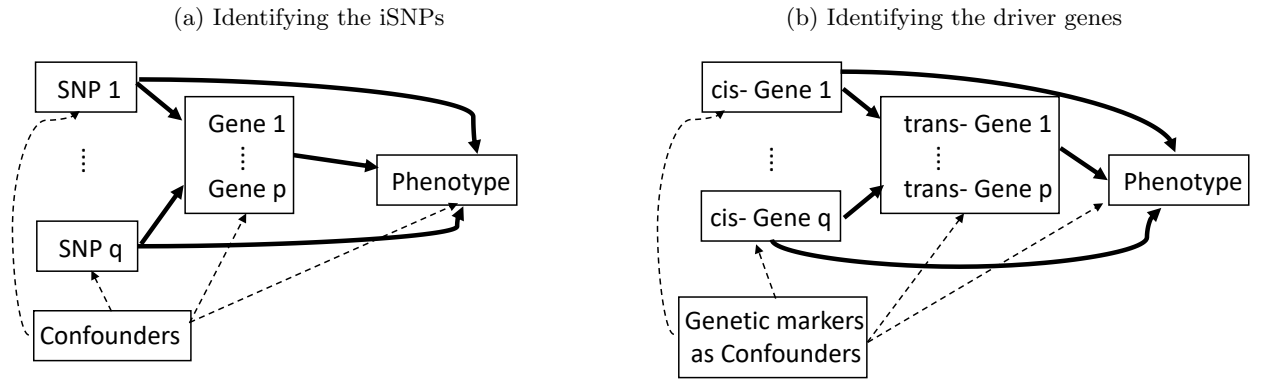 (a) Identifying the iSNPs
SNP 1
Gene 1
Gene p
Phenotype
SNP q
Confounders
(b) Identifying the driver genes
cis- Gene 1
trans- Gene 1
trans- Gene p
Phenotype
cis- Gene q
Genetic markers
as Confounders